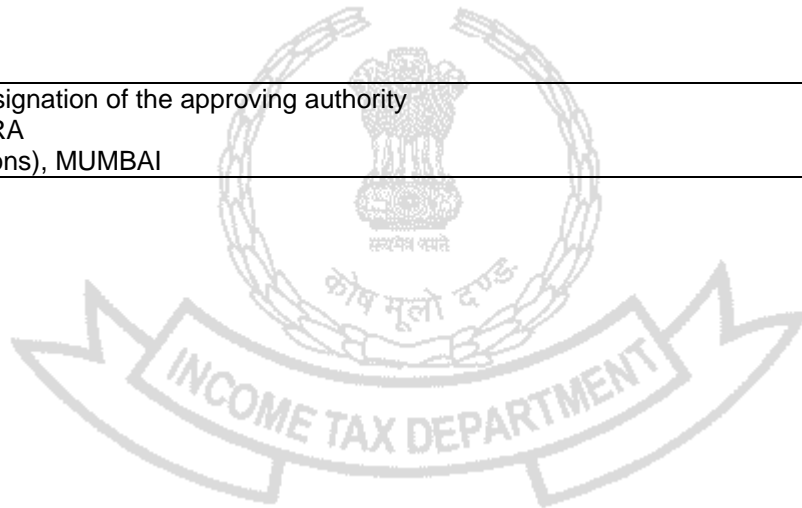 signation of the approving authority
RA
ons), MUMBAI
सत्यमेव जयते
कोष मूलो दण्ड:
INCOME TAX DEPARTMENT